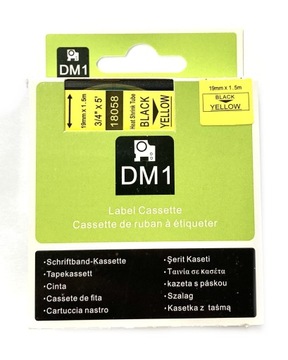 DM1
19mm x 1.5m
3/4" x 5'
18058
Heat Shrink Tube
BLACK
YELLOW
19mm x 1.5m
BLACK
YELLOW
DM1
Label Cassette
Cassette de ruban à étiqueter
•Schriftband-Kassette
•Tapekassett
•Cinta
•Cassete de fita
•Cartuccia nastro
•Şerit Kaseti
•Ταινία σε κασέτα
•kazeta s páskou
•Szalag
•Kasetka z taśmą